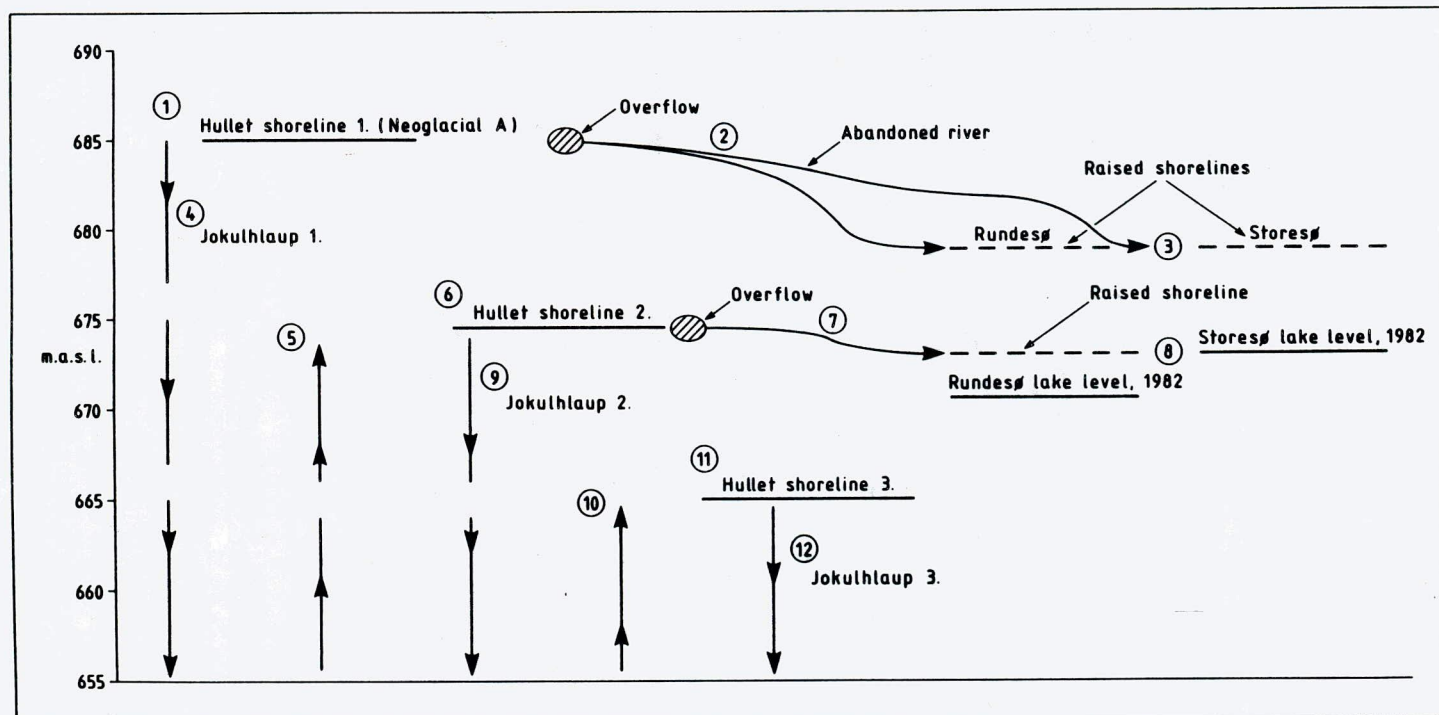 690
685
680
675
m.a.s.l.
670
665
660
655
1
Hullet shoreline 1. (Neoglacial A)
Overflow
2
Abandoned river
Raised shorelines
4
Jokulhlaup 1.
Rundesø
3
Storesø
6
Hullet shoreline 2.
Overflow
7
Raised shoreline
8
Storesø lake level, 1982
5
9
Jokulhlaup 2.
Rundesø lake level, 1982
11
Hullet shoreline 3.
10
12
Jokulhlaup 3.